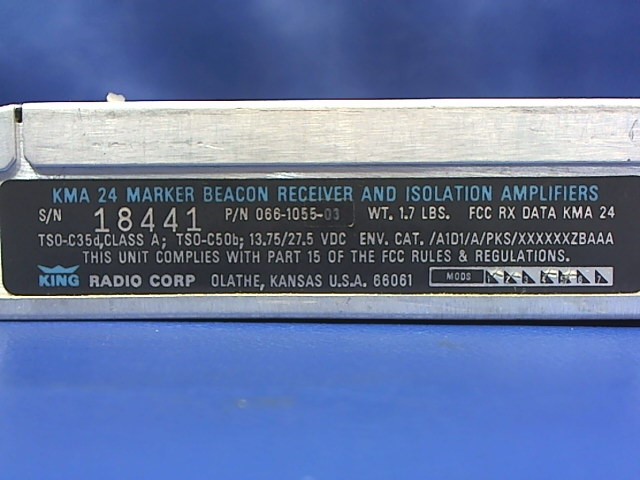 KMA 24 MARKER BEACON RECEIVER AND ISOLATION AMPLIFIERS
S/N 18441 P/N 066-1055-03 WT. 1.7 LBS. FCC RX DATA KMA 24
TSO-C35d,CLASS A; TSO-C50b; 13.75/27.5 VDC ENV. CAT. /A1D1/A/PKS/XXXXXXZBAAA
THIS UNIT COMPLIES WITH PART 15 OF THE FCC RULES & REGULATIONS.
KING RADIO CORP OLATHE, KANSAS U.S.A. 66061 MODS